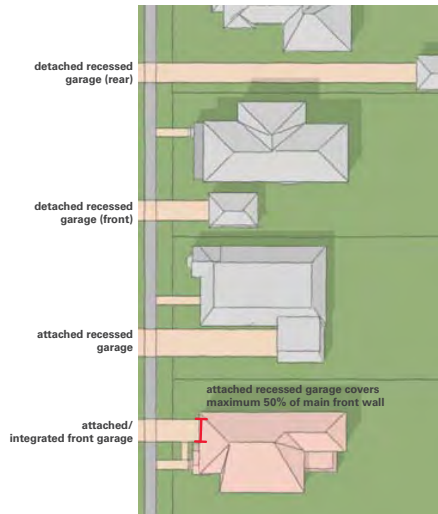 detached recessed
garage (rear)
detached recessed
garage (front)
attached recessed
garage
attached recessed garage covers
maximum 50% of main front wall
attached/
integrated front garage